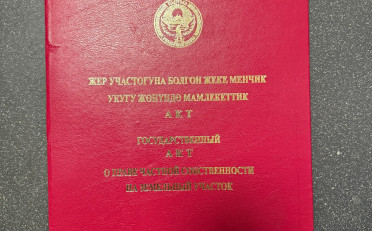 ЖЕР УЧАСТОГУНА БОЛГОН ЖЕКЕ МЕНЧИК
УКУГУ ЖӨНҮНДӨ МАМЛЕКЕТТИК
А К Т
ГОСУДАРСТВЕННЫЙ
А К Т
О ПРАВЕ ЧАСТНОЙ СОБСТВЕННОСТИ
НА ЗЕМЕЛЬНЫЙ УЧАСТОК